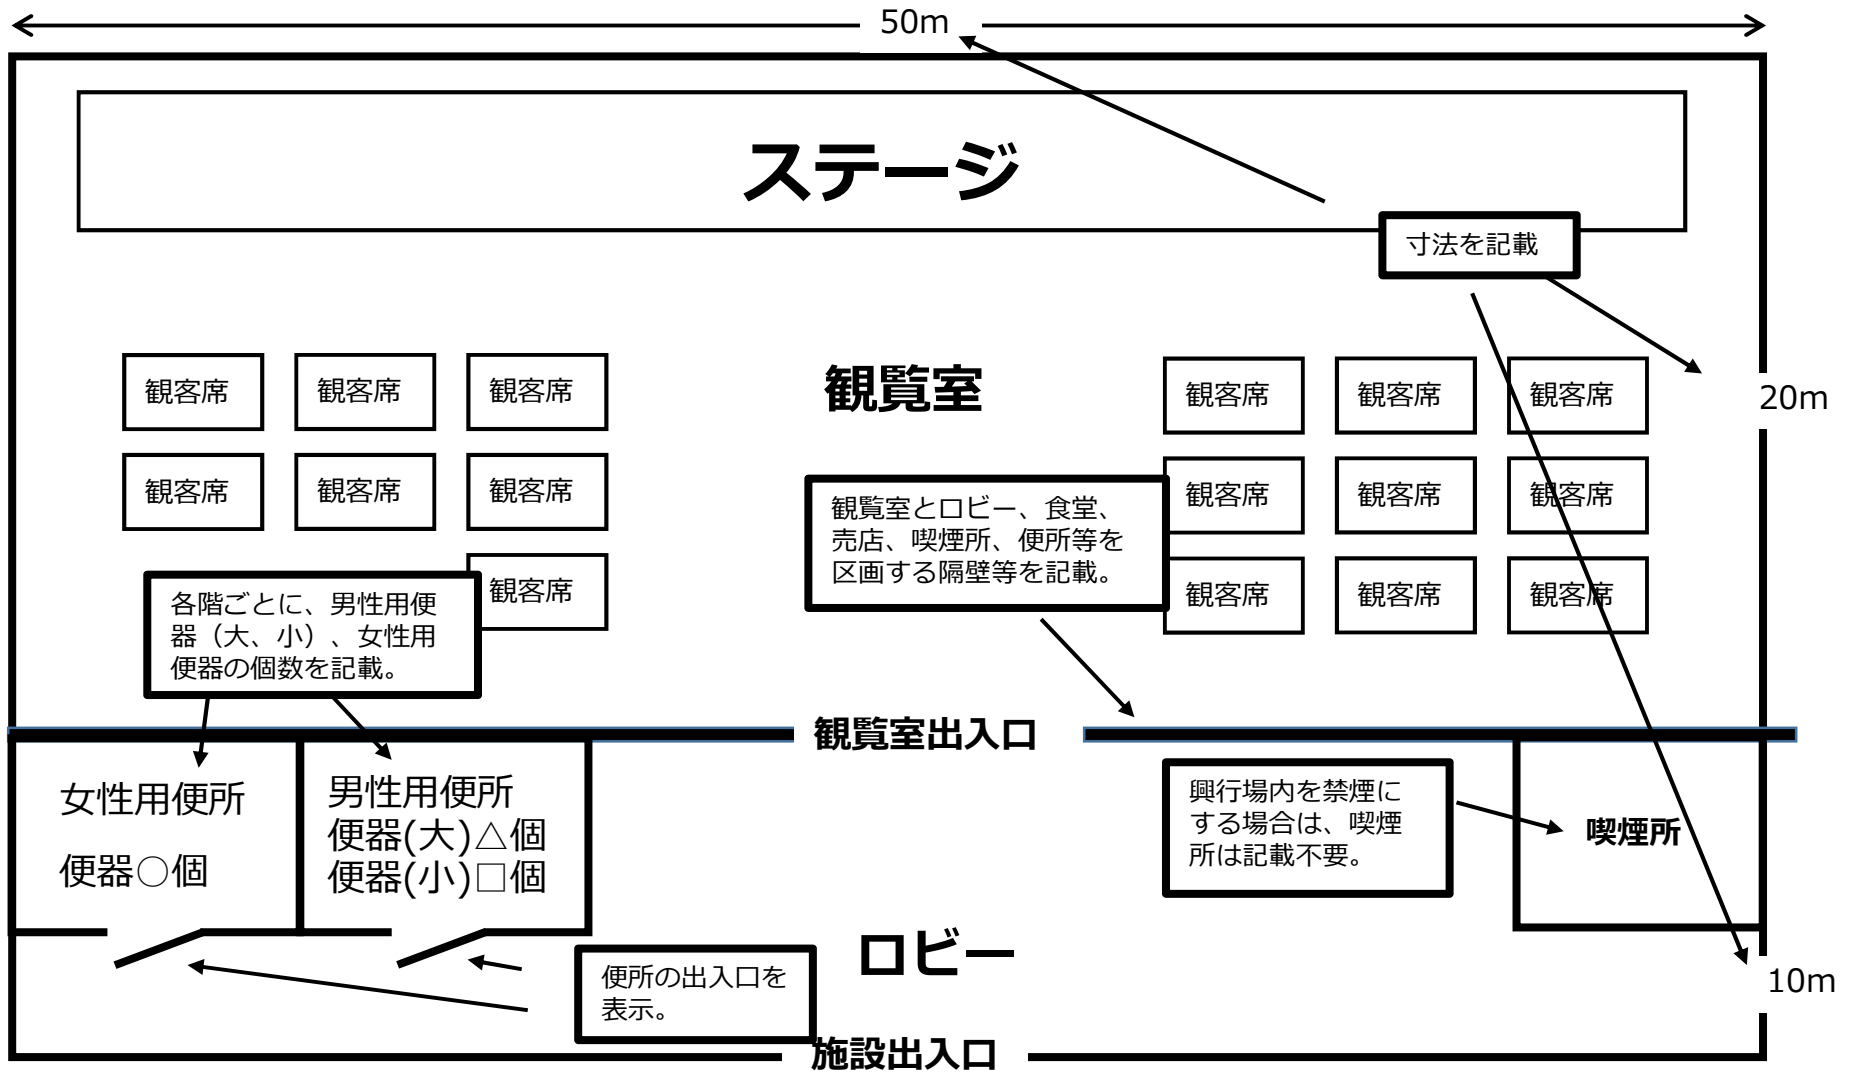 50m
ステージ
寸法を記載
観客席
観客席
観客席
観覧室
観客席
観客席
観客席
20m
観客席
観客席
観客席
観客席
観客席
観客席
観覧室とロビー、食堂、
売店、喫煙所、便所等を
区画する隔壁等を記載。
観客席
観客席
観客席
観客席
各階ごとに、男性用便
器（大、小）、女性用
便器の個数を記載。
観覧室出入口
女性用便所
便器○個
男性用便所
便器(大)△個
便器(小)□個
興行場内を禁煙に
する場合は、喫煙
所は記載不要。
喫煙所
ロビー
便所の出入口を
表示。
10m
施設出入口